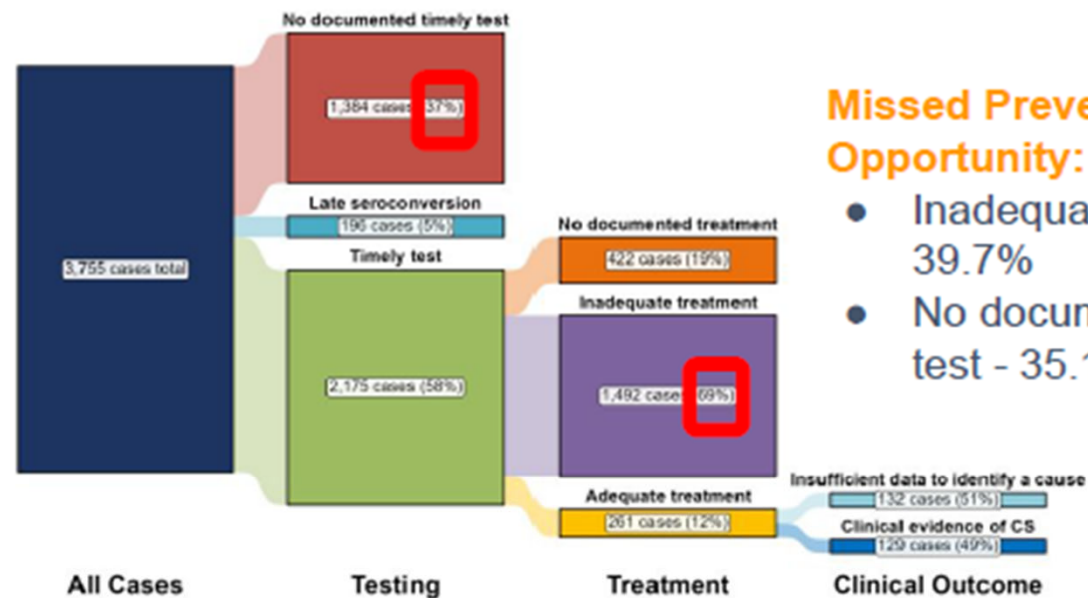 No documented timely test
1,384 cases (37%)
Late seroconversion
196 cases (5%)
Timely test
3,755 cases total
2,175 cases (58%)
No documented treatment
422 cases (19%)
Inadequate treatment
1,492 cases (69%)
Adequate treatment
261 cases (12%)
Insufficient data to identify a cause
132 cases (51%)
Clinical evidence of CS
129 cases (49%)
All Cases
Testing
Treatment
Clinical Outcome
Missed Preve
Opportunity:
● Inadequa
39.7%
● No docum
test - 35.1